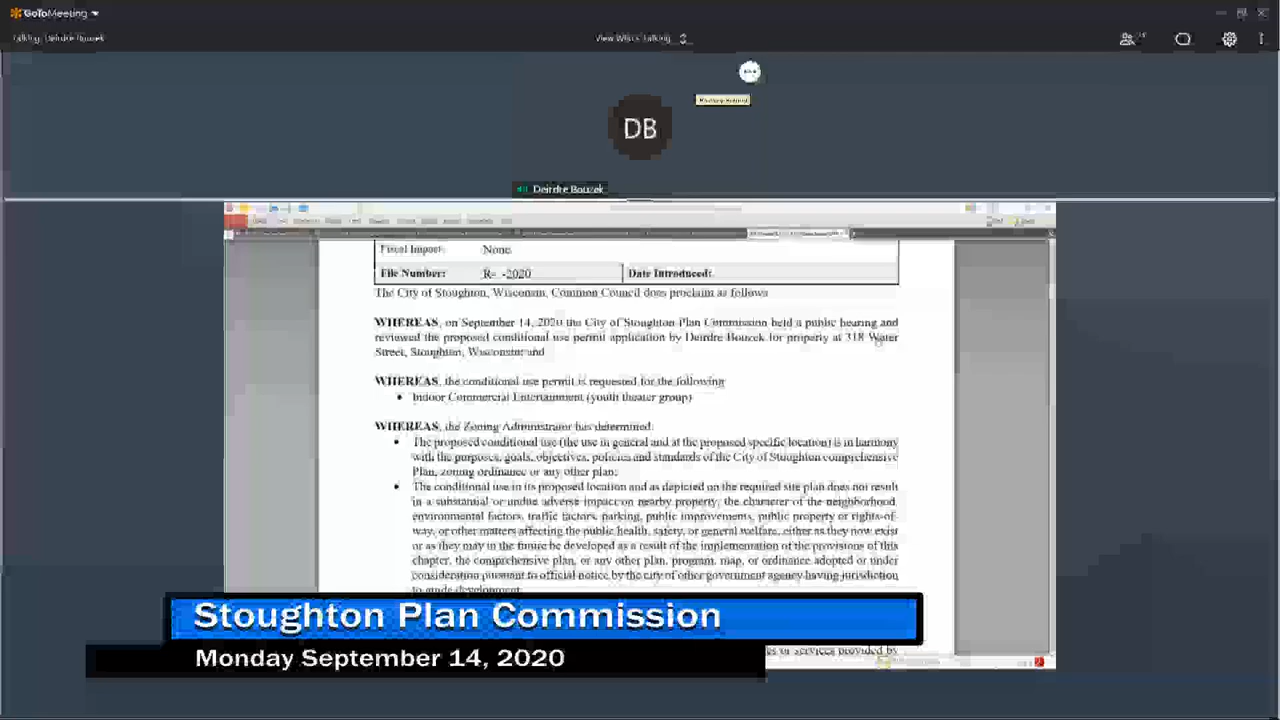 GoToMeeting
Talking: Deirdre Bouzek
View Who's Talking
DB
Deirdre Bouzek
Fiscal Impact: None
File Number: R- -2020 Date Introduced:
The City of Stoughton, Wisconsin, Common Council does proclaim as follows
WHEREAS, on September 14, 2020 the City of Stoughton Plan Commission held a public hearing and
reviewed the proposed conditional use permit application by Deirdre Bouzek for property at 318 Water
Street, Stoughton, Wisconsin; and
WHEREAS, the conditional use permit is requested for the following
• Indoor Commercial Entertainment (youth theater group)
WHEREAS, the Zoning Administrator has determined:
• The proposed conditional use (the use in general and at the proposed specific location) is in harmony
with the purposes, goals, objectives, policies and standards of the City of Stoughton comprehensive
Plan, zoning ordinance or any other plan;
• The conditional use in its proposed location and as depicted on the required site plan does not result
in a substantial or undue adverse impact on nearby property, the character of the neighborhood,
environmental factors, traffic factors, parking, public improvements, public property or rights-of-
way, or other matters affecting the public health, safety, or general welfare, either as they now exist
or as they may in the future be developed as a result of the implementation of the provisions of this
chapter, the comprehensive plan, or any other plan, program, map, or ordinance adopted or under
consideration pursuant to official notice by the city of other government agency having jurisdiction
to guide development;
Stoughton Plan Commission
Monday September 14, 2020
or services provided by